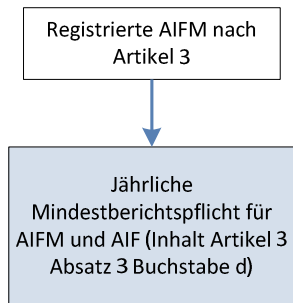 Registrierte AIFM nach
Artikel 3
Jährliche
Mindestberichtspflicht für
AIFM und AIF (Inhalt Artikel 3
Absatz 3 Buchstabe d)